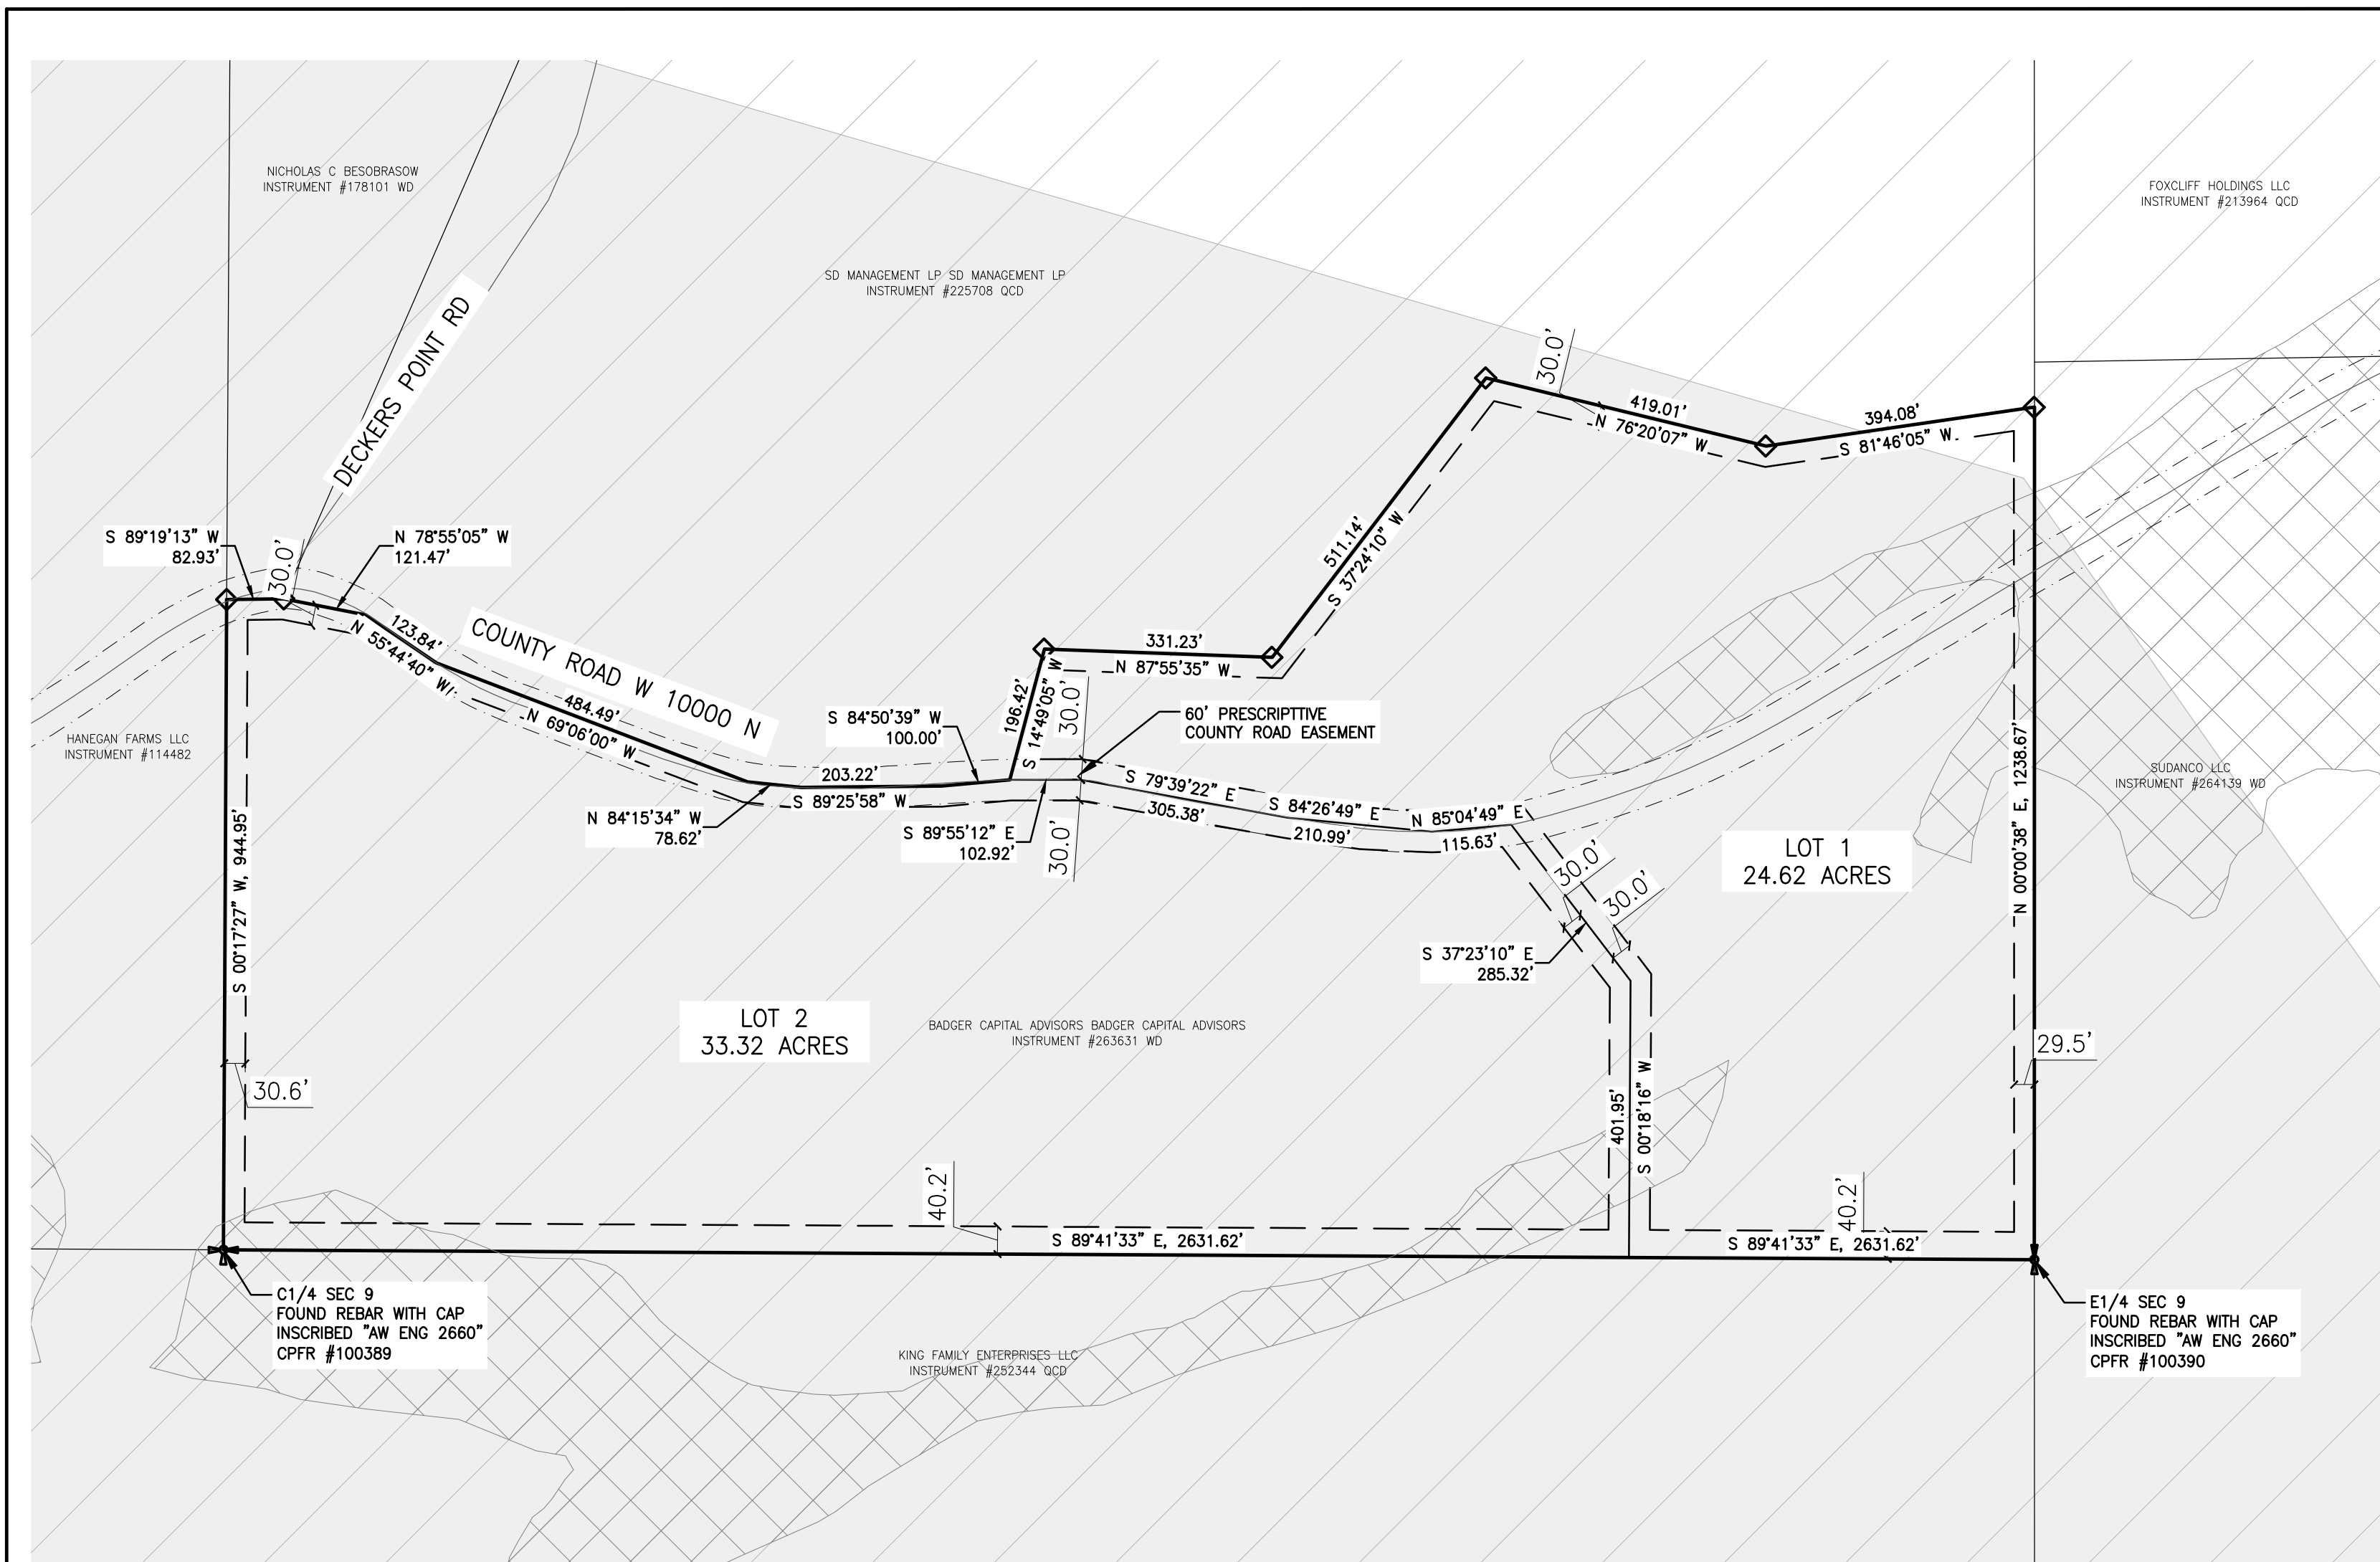 NICHOLAS C BESOBRASOW
INSTRUMENT #178101 WD
FOXCLIFF HOLDINGS LLC
INSTRUMENT #213964 QCD
SD MANAGEMENT LP SD MANAGEMENT LP
INSTRUMENT #225708 QCD
DECKERS POINT RD
30.0'
419.01'
N 76°20'07" W
394.08'
S 81°46'05" W
S 89°19'13" W
82.93'
30.0'
N 78°55'05" W
121.47'
511.14'
S 37°24'10" W
123.84'
N 55°44'40" W
COUNTY ROAD W 10000 N
331.23'
N 87°55'35" W
484.49'
N 69°06'00" W
196.42'
S 14°49'05" W
30.0'
S 84°50'39" W
100.00'
60' PRESCRIPTTIVE
COUNTY ROAD EASEMENT
HANEGAN FARMS LLC
INSTRUMENT #114482
SUDANCO LLC
INSTRUMENT #264139 WD
N 00°00'38" E, 1238.67'
203.22'
S 89°25'58" W
N 84°15'34" W
78.62'
S 89°55'12" E
102.92'
30.0'
S 79°39'22" E
305.38'
S 84°26'49" E
210.99'
N 85°04'49" E
115.63'
30.0'
30.0'
LOT 1
24.62 ACRES
S 00°17'27" W, 944.95'
S 37°23'10" E
285.32'
LOT 2
33.32 ACRES
BADGER CAPITAL ADVISORS BADGER CAPITAL ADVISORS
INSTRUMENT #263631 WD
29.5'
30.6'
401.95'
S 00°18'16" W
40.2'
40.2'
S 89°41'33" E, 2631.62'
S 89°41'33" E, 2631.62'
C1/4 SEC 9
FOUND REBAR WITH CAP
INSCRIBED "AW ENG 2660"
CPFR #100389
E1/4 SEC 9
FOUND REBAR WITH CAP
INSCRIBED "AW ENG 2660"
CPFR #100390
KING FAMILY ENTERPRISES LLC
INSTRUMENT #252344 QCD